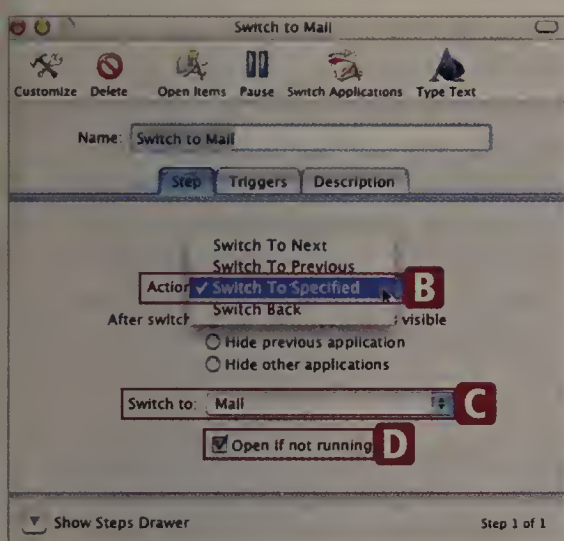 Switch to Mail
Customize Delete Open Items Pause Switch Applications Type Text
Name: Switch to Mail
Step Triggers Description
Switch To Next
Switch To Previous
Action ✓ Switch To Specified B
Switch Back
After switch visible
Hide previous application
Hide other applications
Switch to: Mail C
Open if not running D
Show Steps Drawer Step 1 of 1